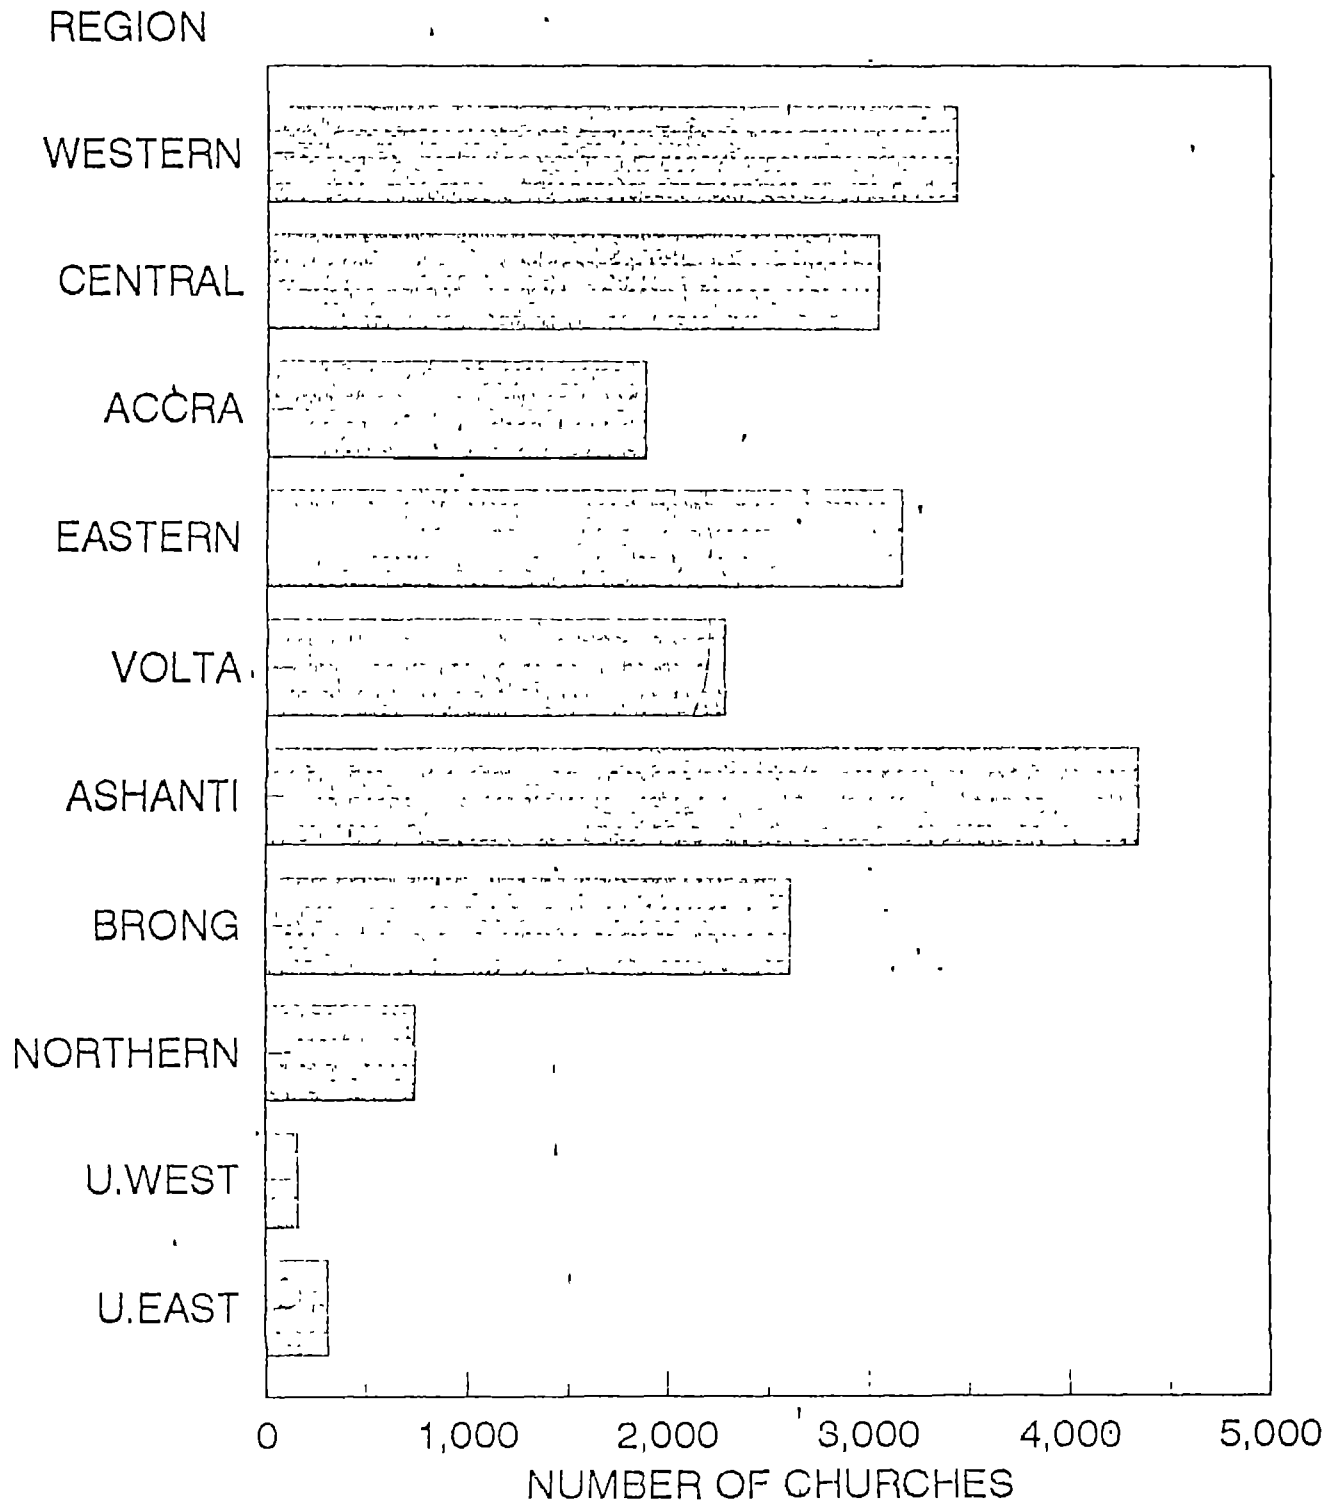 REGION
WESTERN
CENTRAL
ACCRA
EASTERN
VOLTA
ASHANTI
BRONG
NORTHERN
U.WEST
U.EAST
0 1,000 2,000 3,000 4,000 5,000
NUMBER OF CHURCHES